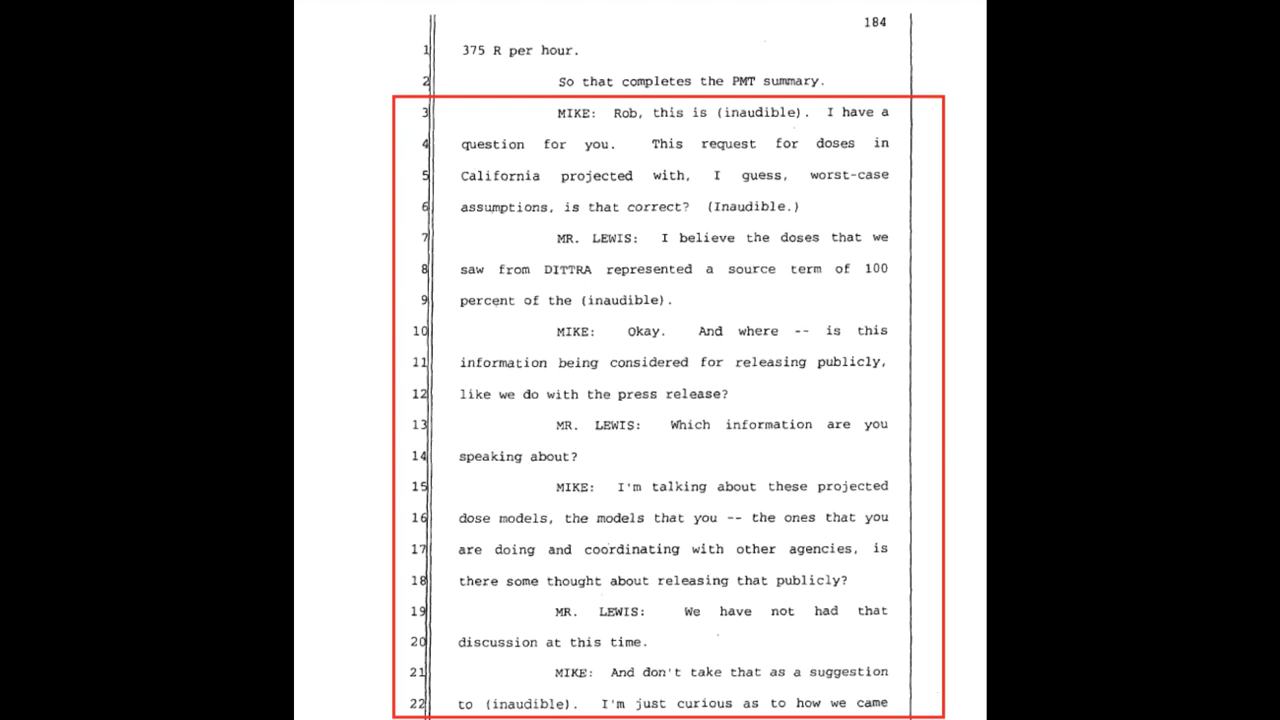 184
1 375 R per hour.
2 So that completes the PMT summary.
3 MIKE: Rob, this is (inaudible). I have a
4 question for you. This request for doses in
5 California projected with, I guess, worst-case
6 assumptions, is that correct? (Inaudible.)
7 MR. LEWIS: I believe the doses that we
8 saw from DITTRA represented a source term of 100
9 percent of the (inaudible).
10 MIKE: Okay. And where -- is this
11 information being considered for releasing publicly,
12 like we do with the press release?
13 MR. LEWIS: Which information are you
14 speaking about?
15 MIKE: I'm talking about these projected
16 dose models, the models that you -- the ones that you
17 are doing and coordinating with other agencies, is
18 there some thought about releasing that publicly?
19 MR. LEWIS: We have not had that
20 discussion at this time.
21 MIKE: And don't take that as a suggestion
22 to (inaudible). I'm just curious as to how we came